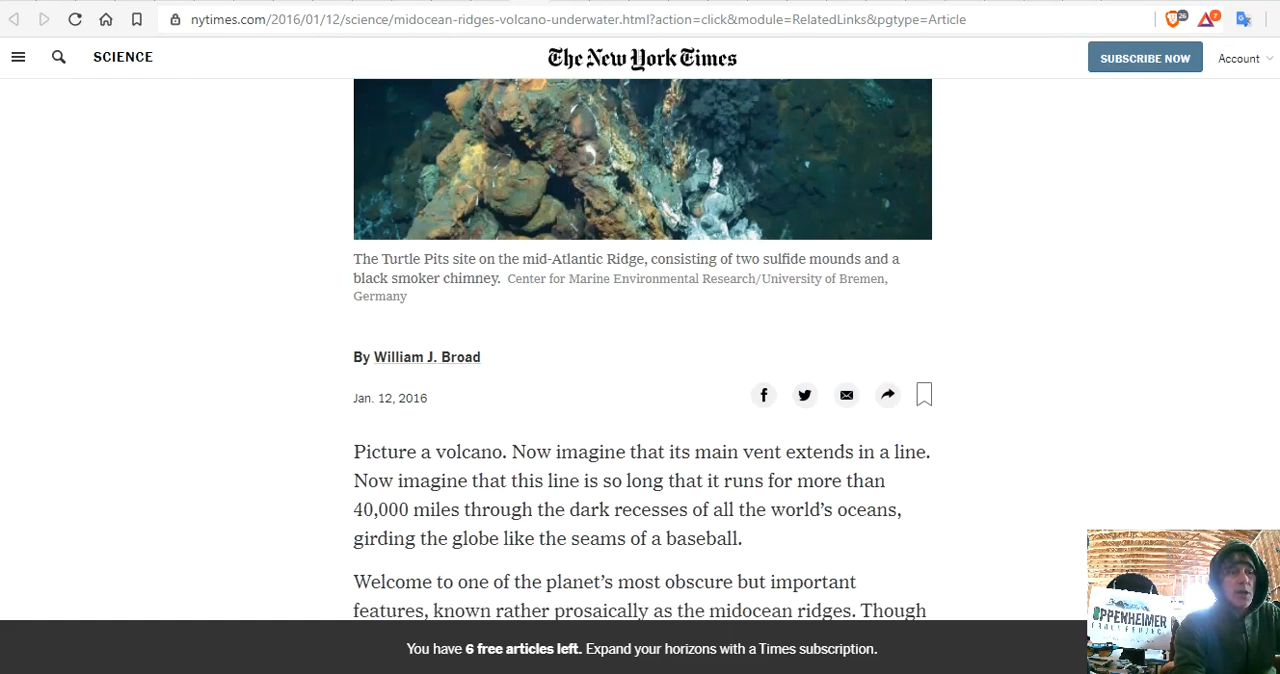 nytimes.com/2016/01/12/science/midocean-ridges-volcano-underwater.html?action=click&module=RelatedLinks&pgtype=Article
26
7
SCIENCE
The New York Times
SUBSCRIBE NOW
Account
The Turtle Pits site on the mid-Atlantic Ridge, consisting of two sulfide mounds and a
black smoker chimney. Center for Marine Environmental Research/University of Bremen,
Germany
By William J. Broad
Jan. 12, 2016
Picture a volcano. Now imagine that its main vent extends in a line.
Now imagine that this line is so long that it runs for more than
40,000 miles through the dark recesses of all the world’s oceans,
girding the globe like the seams of a baseball.
Welcome to one of the planet’s most obscure but important
features, known rather prosaically as the midocean ridges. Though
You have 6 free articles left. Expand your horizons with a Times subscription.
OPPENHEIMER